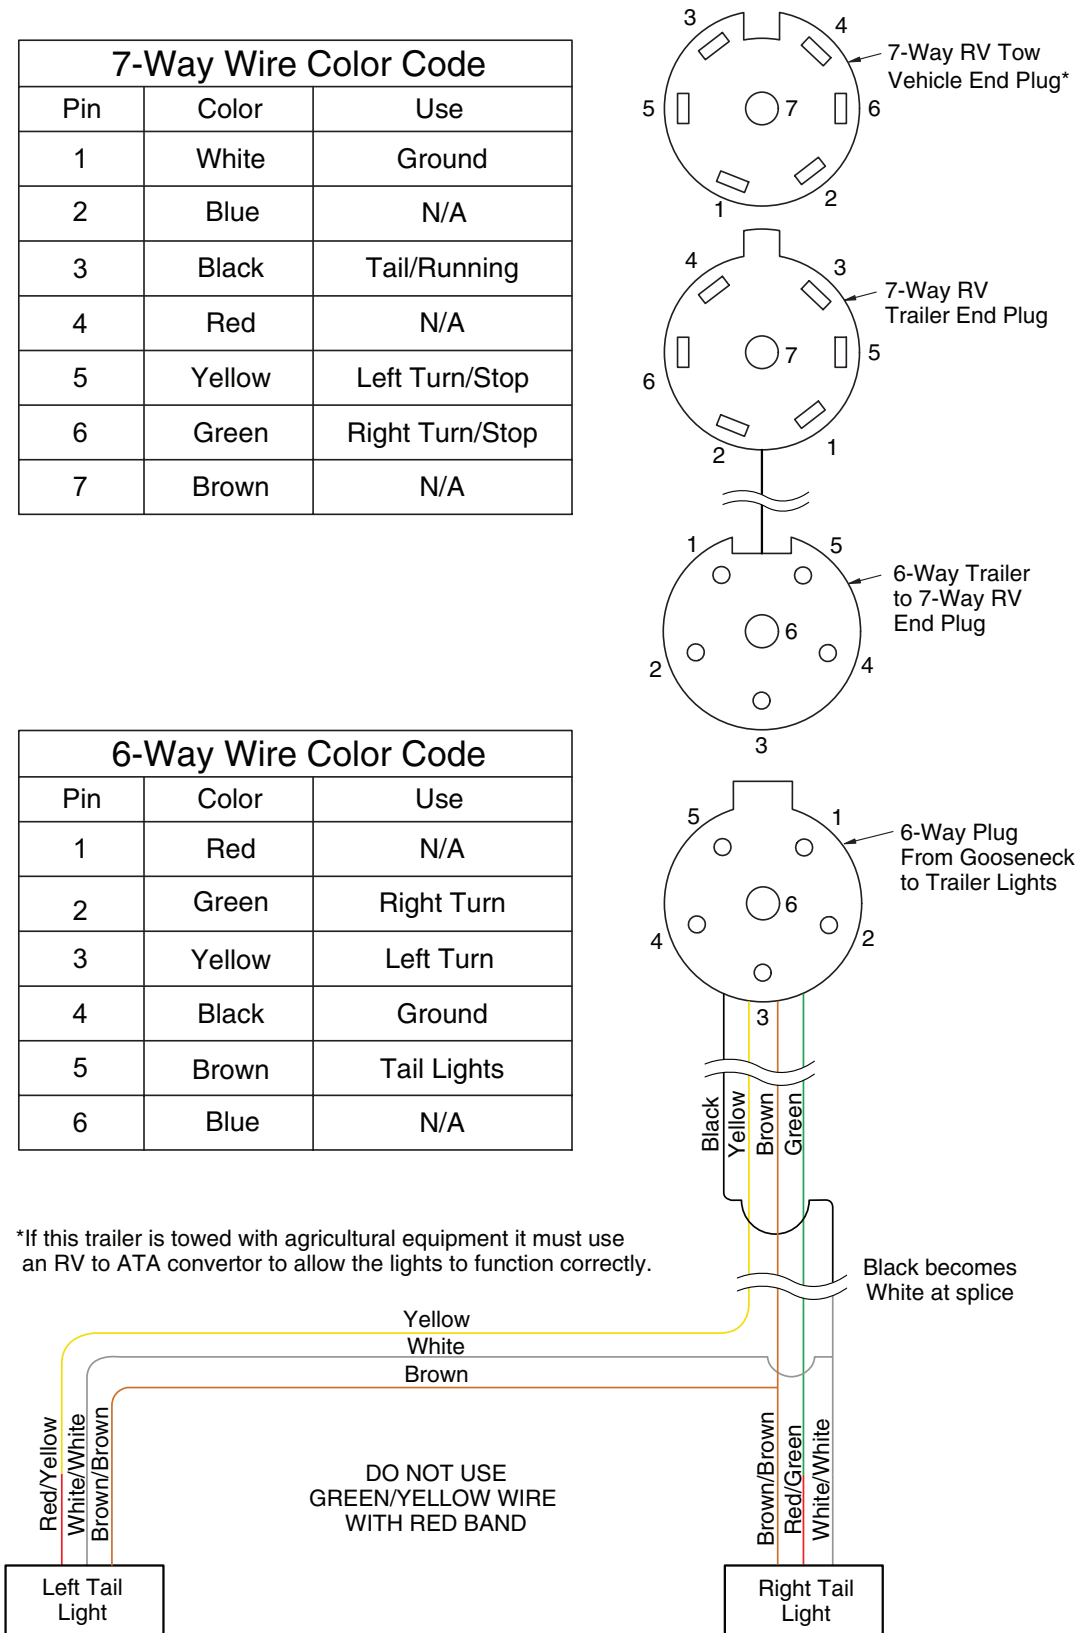 7-Way Wire Color Code
Pin Color Use
1 White Ground
2 Blue N/A
3 Black Tail/Running
4 Red N/A
5 Yellow Left Turn/Stop
6 Green Right Turn/Stop
7 Brown N/A
3
4
5
7
6
1
2
7-Way RV Tow
Vehicle End Plug*
4
3
6
7
5
2
1
7-Way RV
Trailer End Plug
1
5
2
6
4
3
6-Way Trailer
to 7-Way RV
End Plug
6-Way Wire Color Code
Pin Color Use
1 Red N/A
2 Green Right Turn
3 Yellow Left Turn
4 Black Ground
5 Brown Tail Lights
6 Blue N/A
5
1
4
6
2
3
6-Way Plug
From Gooseneck
to Trailer Lights
Black
Yellow
Brown
Green
*If this trailer is towed with agricultural equipment it must use
an RV to ATA convertor to allow the lights to function correctly.
Black becomes
White at splice
Yellow
White
Brown
Red/Yellow
White/White
Brown/Brown
DO NOT USE
GREEN/YELLOW WIRE
WITH RED BAND
Brown/Brown
Red/Green
White/White
Left Tail
Light
Right Tail
Light